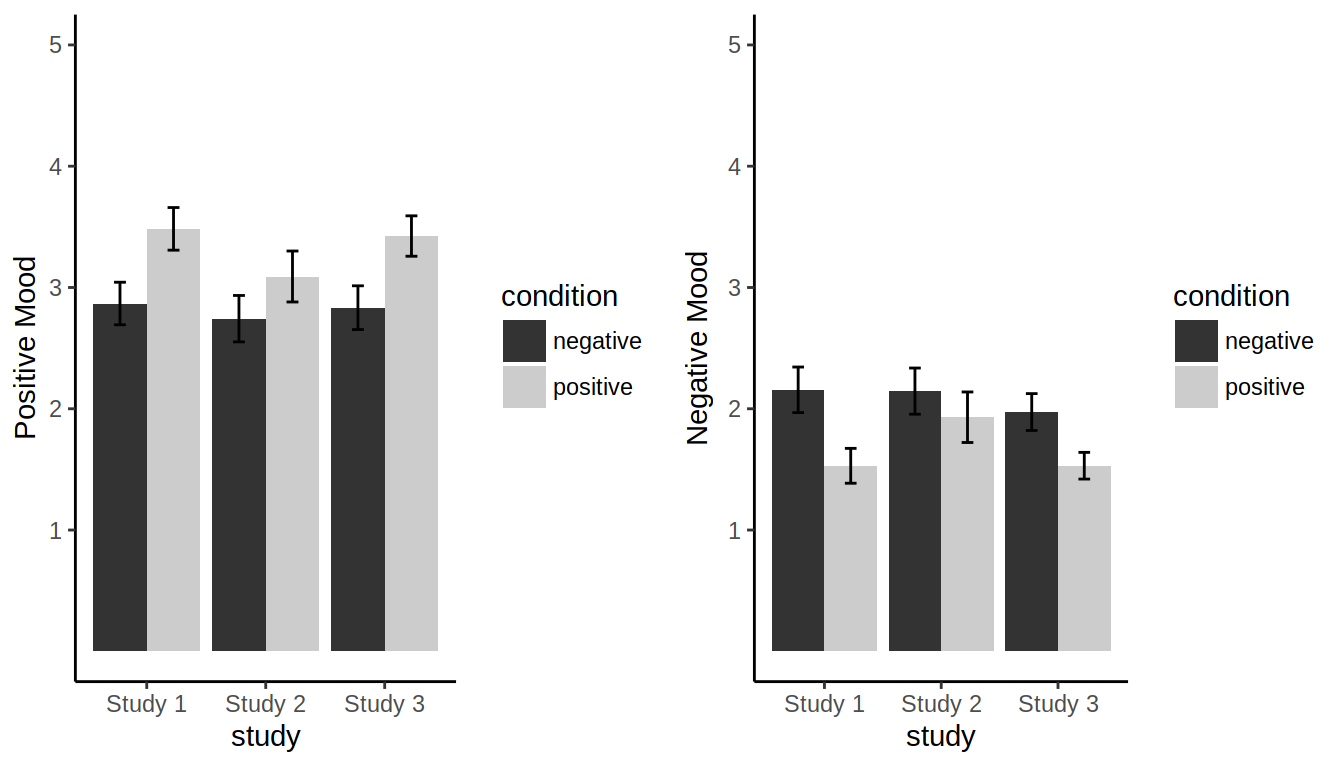 Positive Mood
5
4
3
2
1
Study 1 Study 2 Study 3
study
condition
negative
positive
Negative Mood
5
4
3
2
1
Study 1 Study 2 Study 3
study
condition
negative
positive